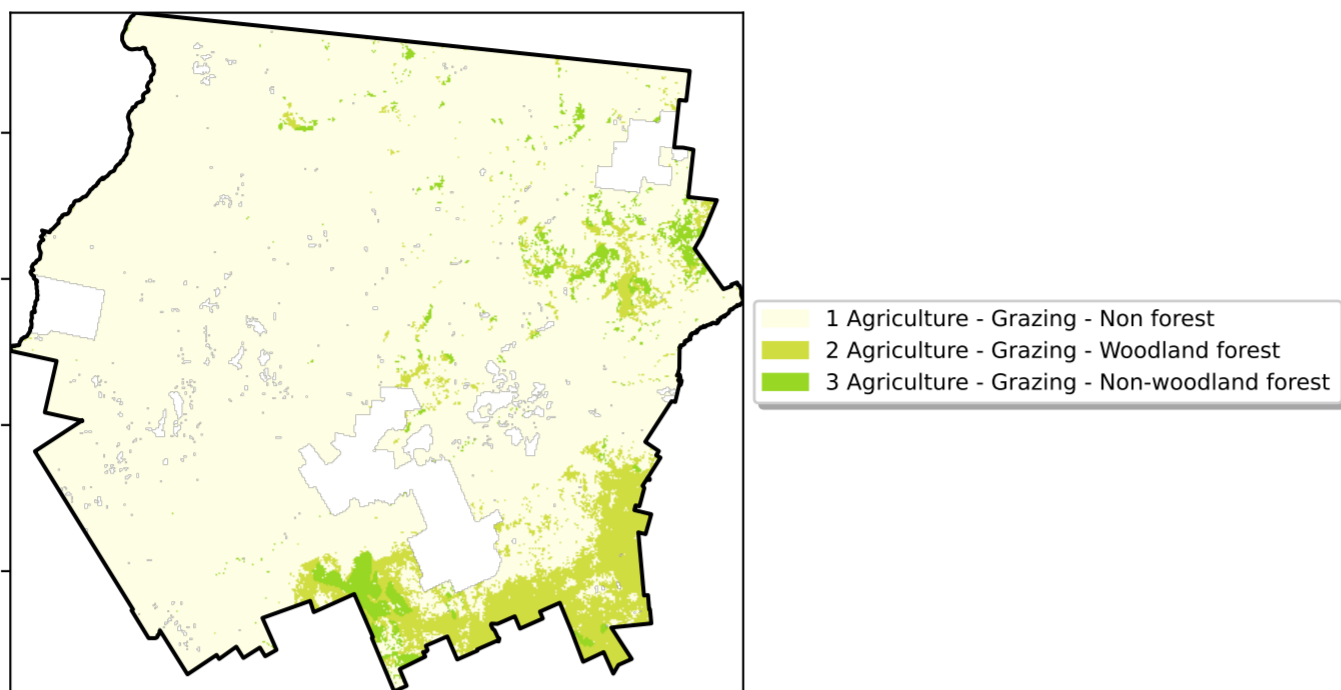 1 Agriculture - Grazing - Non forest
2 Agriculture - Grazing - Woodland forest
3 Agriculture - Grazing - Non-woodland forest